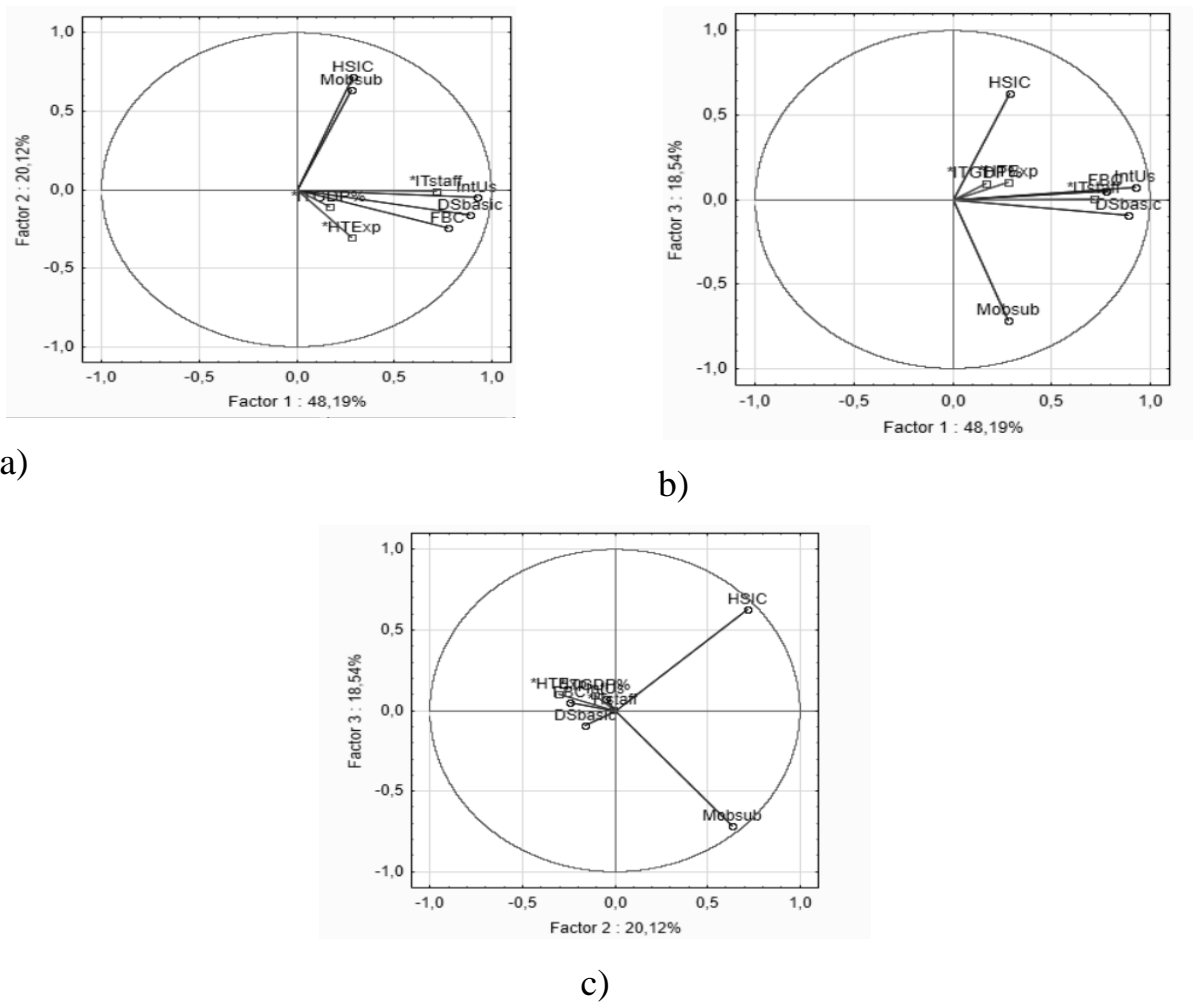 1,0
HSIC
Mobsub
0,5
Factor 2 : 20,12%
*ITstaff
IntUs
0,0
*ITGDP%
DSbasic
FBC
*HTExp
-0,5
-1,0
-1,0 -0,5 0,0 0,5 1,0
Factor 1 : 48,19%
a)
1,0
HSIC
0,5
Factor 3 : 18,54%
*HTExp
FBC
IntUs
*ITstaff
0,0
DSbasic
-0,5
Mobsub
-1,0
-1,0 -0,5 0,0 0,5 1,0
Factor 1 : 48,19%
b)
1,0
HSIC
0,5
Factor 3 : 18,54%
0,0
DSbasic
-0,5
Mobsub
-1,0
-1,0 -0,5 0,0 0,5 1,0
Factor 2 : 20,12%
c)